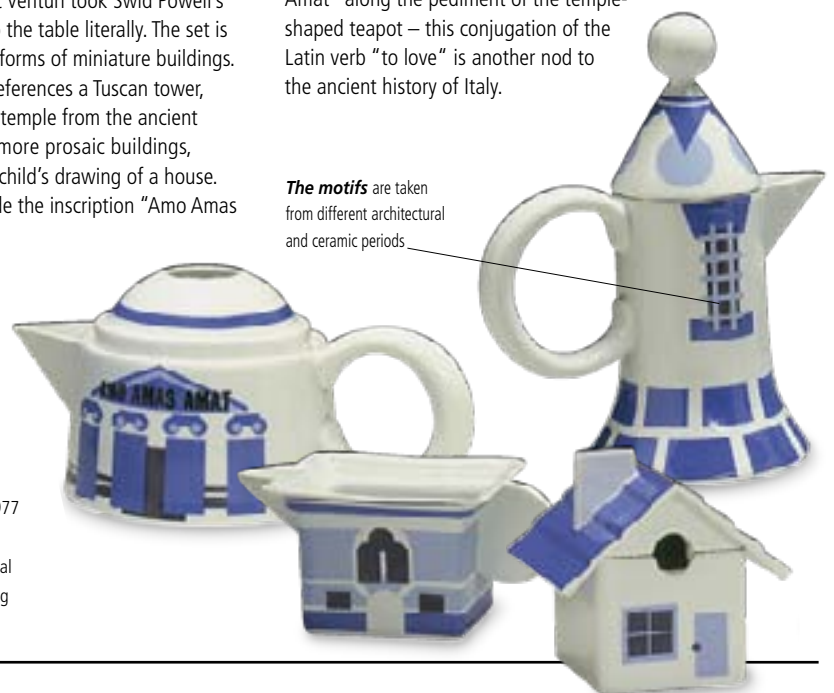 t Venturi took Swid Powell's
o the table literally. The set is
forms of miniature buildings.
eferences a Tuscan tower,
temple from the ancient
more prosaic buildings,
child's drawing of a house.
de the inscription "Amo Amas
Amat" along the pediment of the temple-
shaped teapot – this conjugation of the
Latin verb "to love" is another nod to
the ancient history of Italy.
The motifs are taken
from different architectural
and ceramic periods
AMO AMAS AMAT
977
al
g